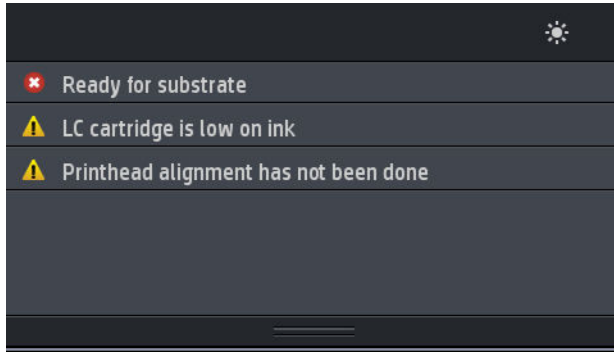 Ready for substrate
LC cartridge is low on ink
Printhead alignment has not been done